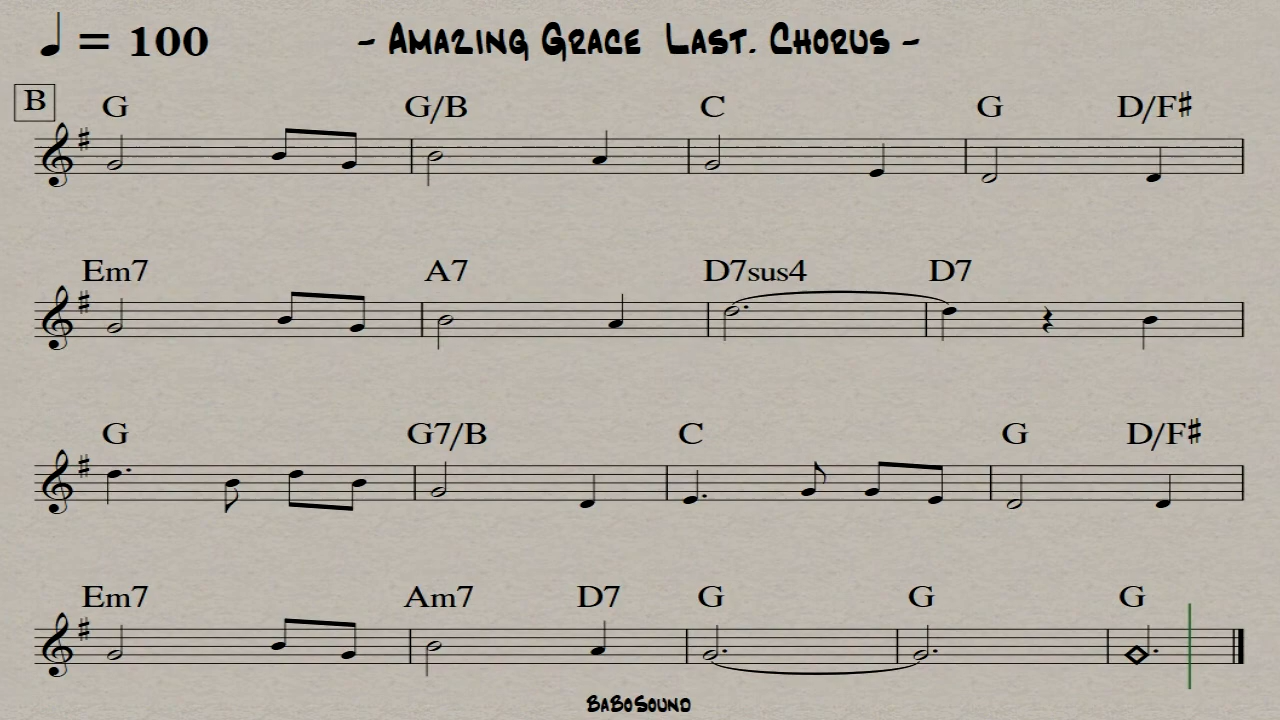 ♩ = 100 - Amazing Grace Last. Chorus -
B G G/B C G D/F♯
Em7 A7 D7sus4 D7
G G7/B C G D/F♯
Em7 Am7 D7 G G G
BaBoSound